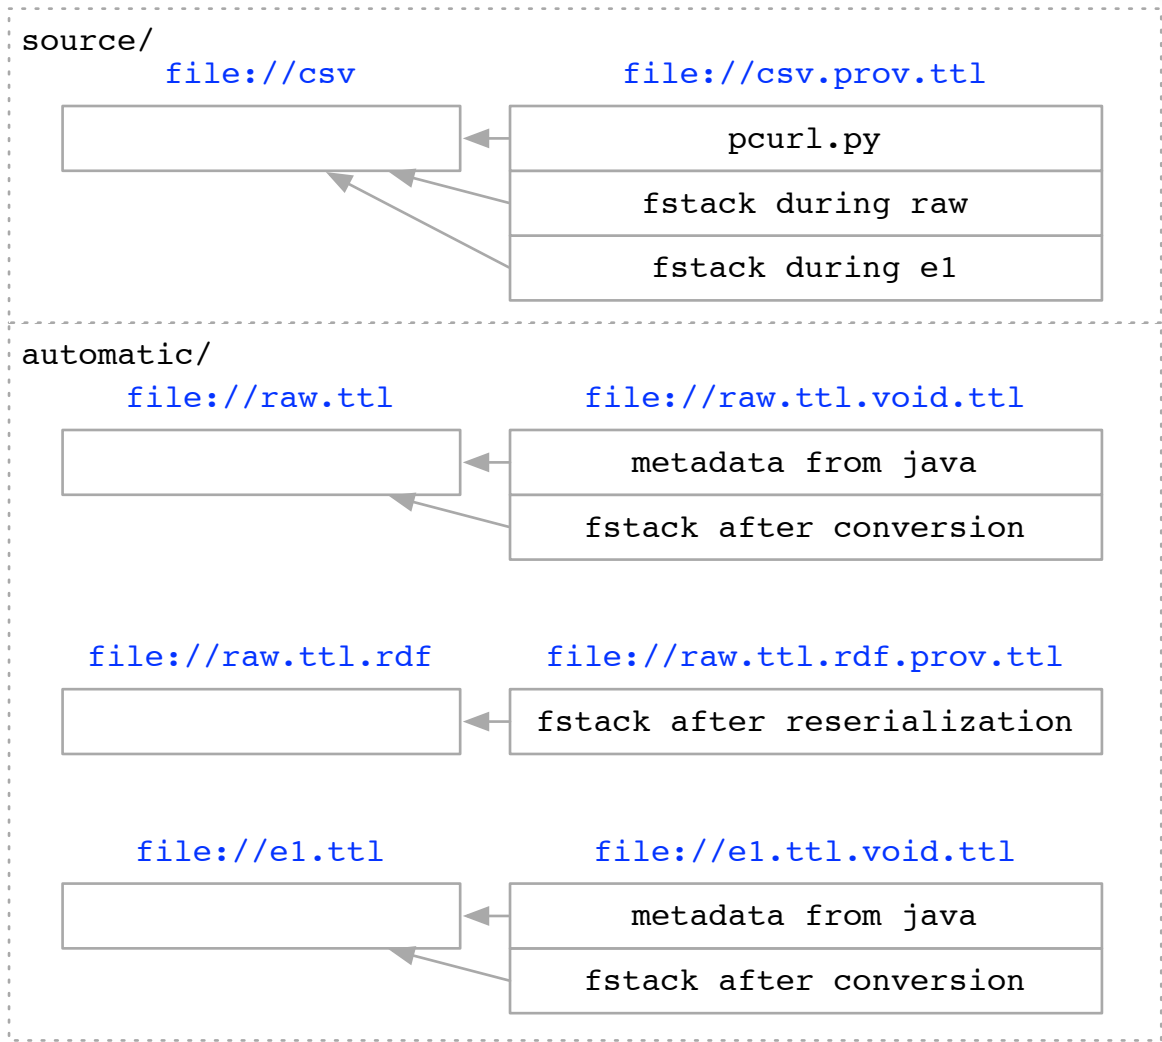 source/
file://csv
file://csv.prov.ttl
pcurl.py
fstack during raw
fstack during e1
automatic/
file://raw.ttl
file://raw.ttl.void.ttl
metadata from java
fstack after conversion
file://raw.ttl.rdf
file://raw.ttl.rdf.prov.ttl
fstack after reserialization
file://e1.ttl
file://e1.ttl.void.ttl
metadata from java
fstack after conversion